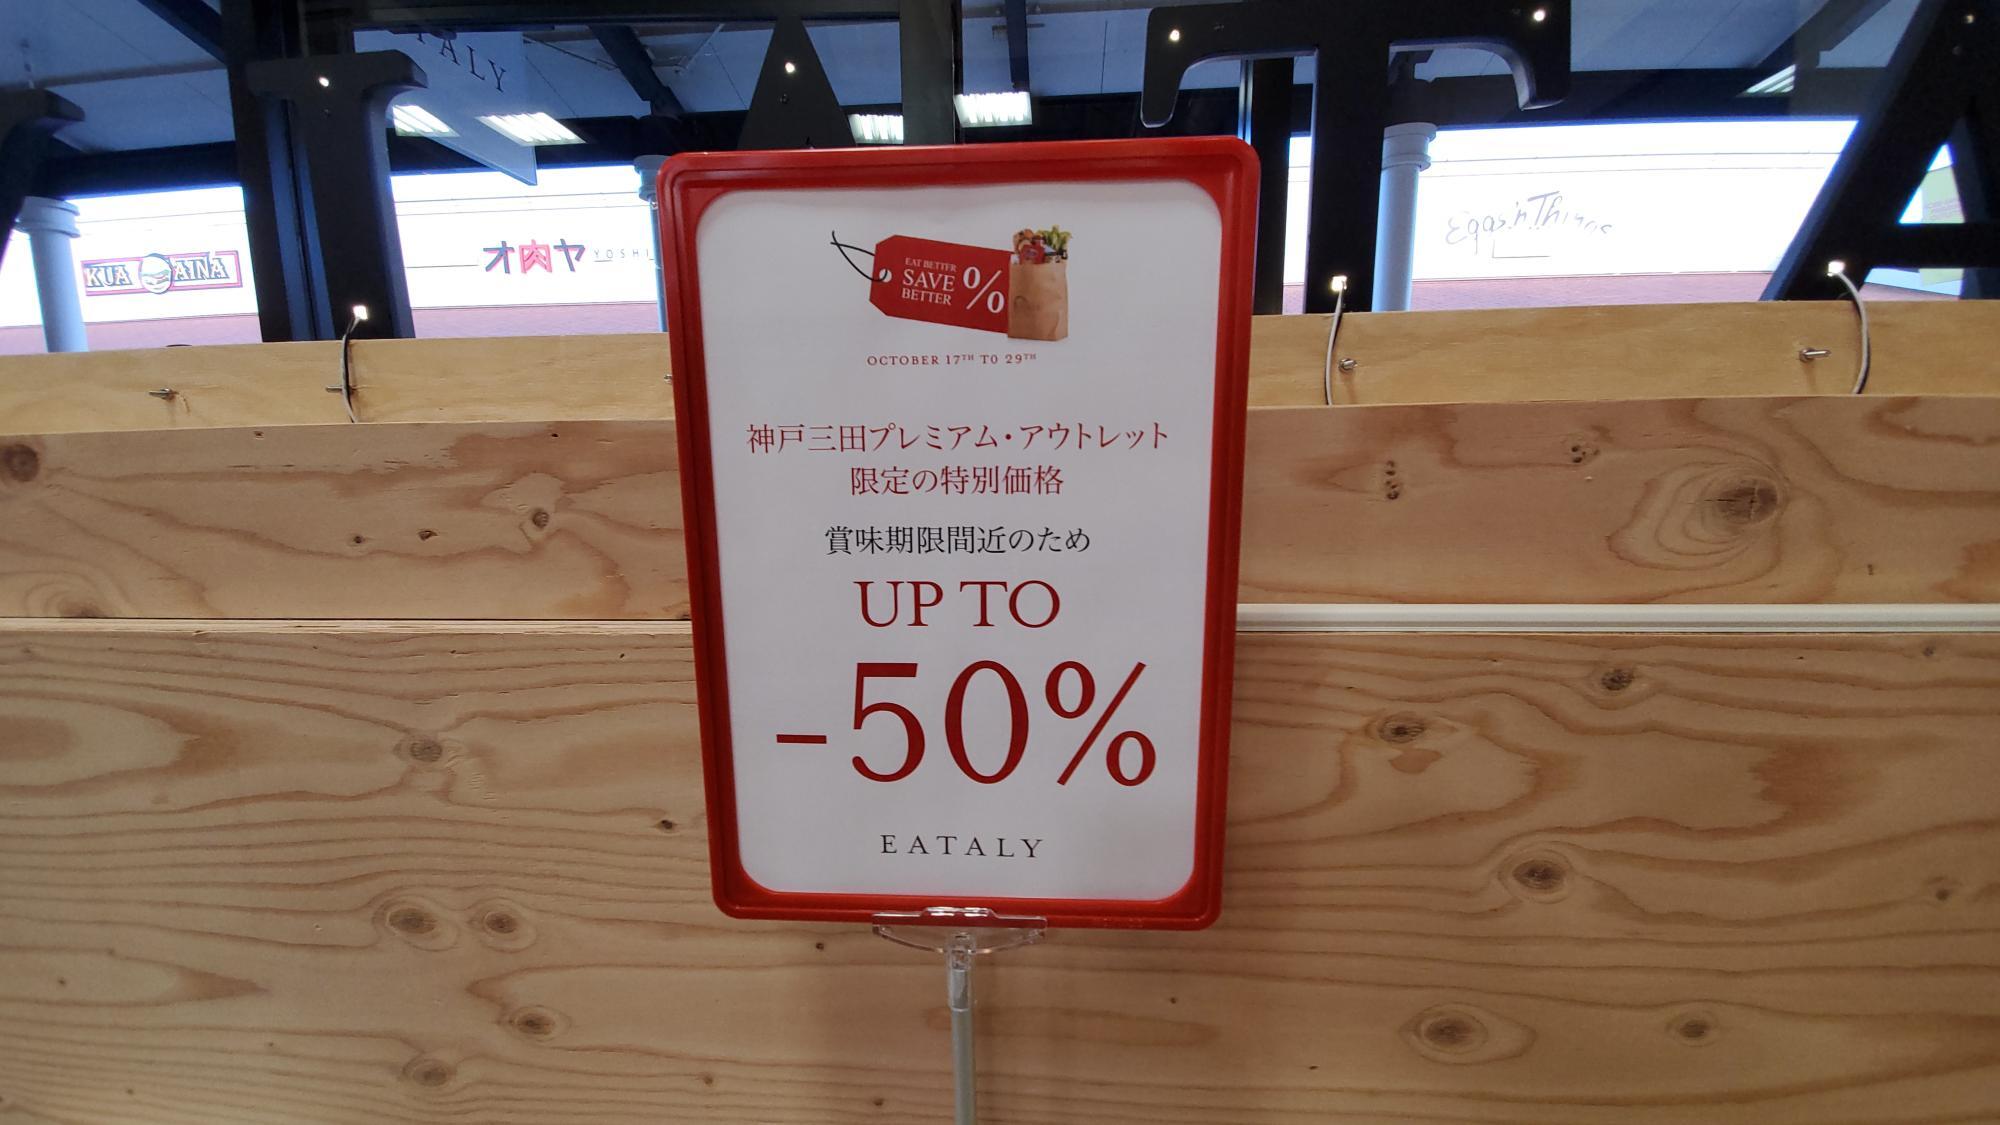 TALY
KUA AINA
オ肉ヤ YOSHI
Eggs 'n Things
EAT BETTER
SAVE
BETTER
%
OCTOBER 17TH TO 29TH
神戸三田プレミアム・アウトレット
限定の特別価格
賞味期限間近のため
UP TO
-50%
EATALY